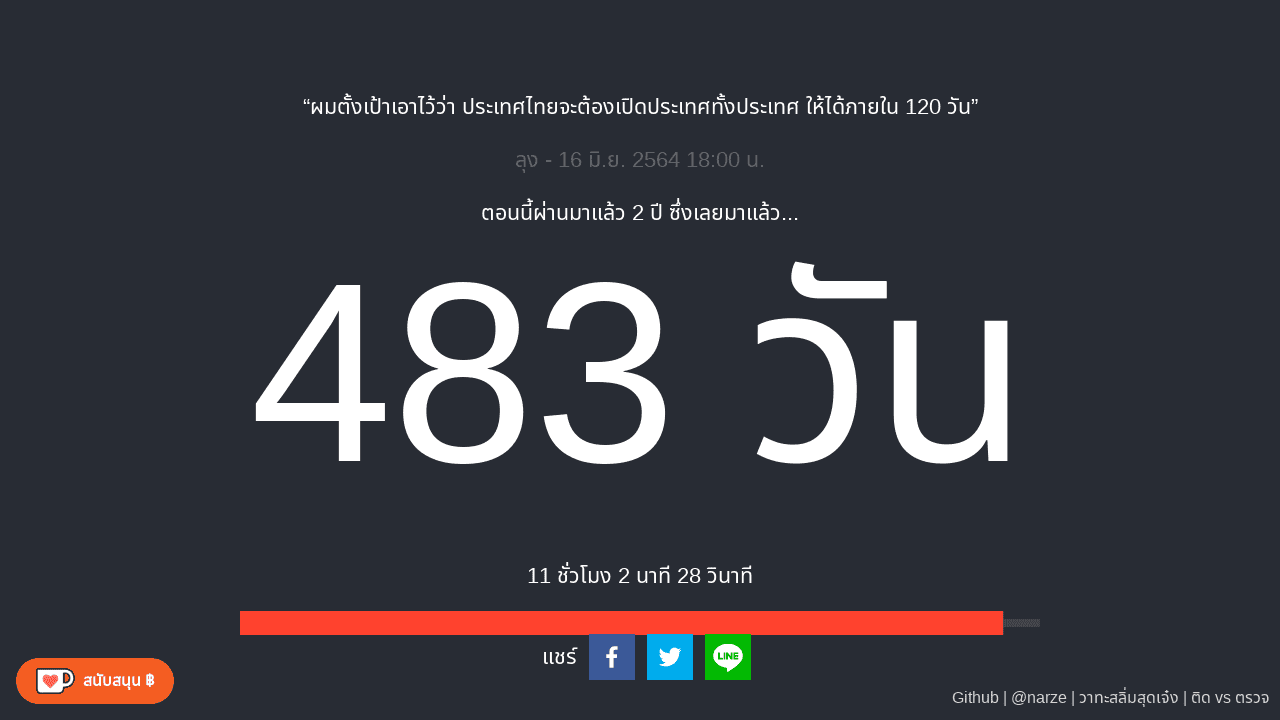 “ผมตั้งเป้าเอาไว้ว่า ประเทศไทยจะต้องเปิดประเทศทั้งประเทศ ให้ได้ภายใน 120 วัน”
ลุง - 16 มิ.ย. 2564 18:00 น.
ตอนนี้ผ่านมาแล้ว 2 ปี ซึ่งเลยมาแล้ว...
483 วัน
11 ชั่วโมง 2 นาที 28 วินาที
แชร์
LINE
สนับสนุน ฿
Github | @narze | วาทะสลิ่มสุดเจ๋ง | ติด vs ตรวจ